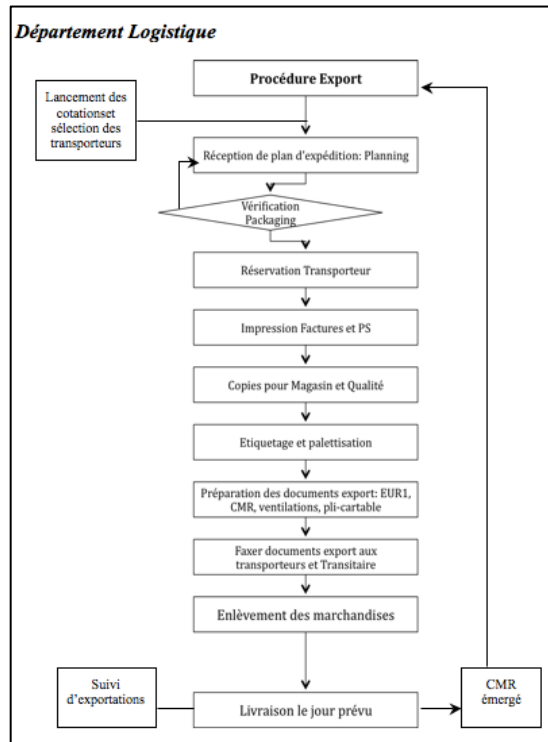 Département Logistique
Procédure Export
Lancement des
cotationset
sélection des
transporteurs
Réception de plan d'expédition: Planning
Vérification
Packaging
Réservation Transporteur
Impression Factures et PS
Copies pour Magasin et Qualité
Etiquetage et palettisation
Préparation des documents export: EUR1,
CMR, ventilations, pli-cartable
Faxer documents export aux
transporteurs et Transitaire
Enlèvement des marchandises
Suivi
d'exportations
Livraison le jour prévu
CMR
émergé